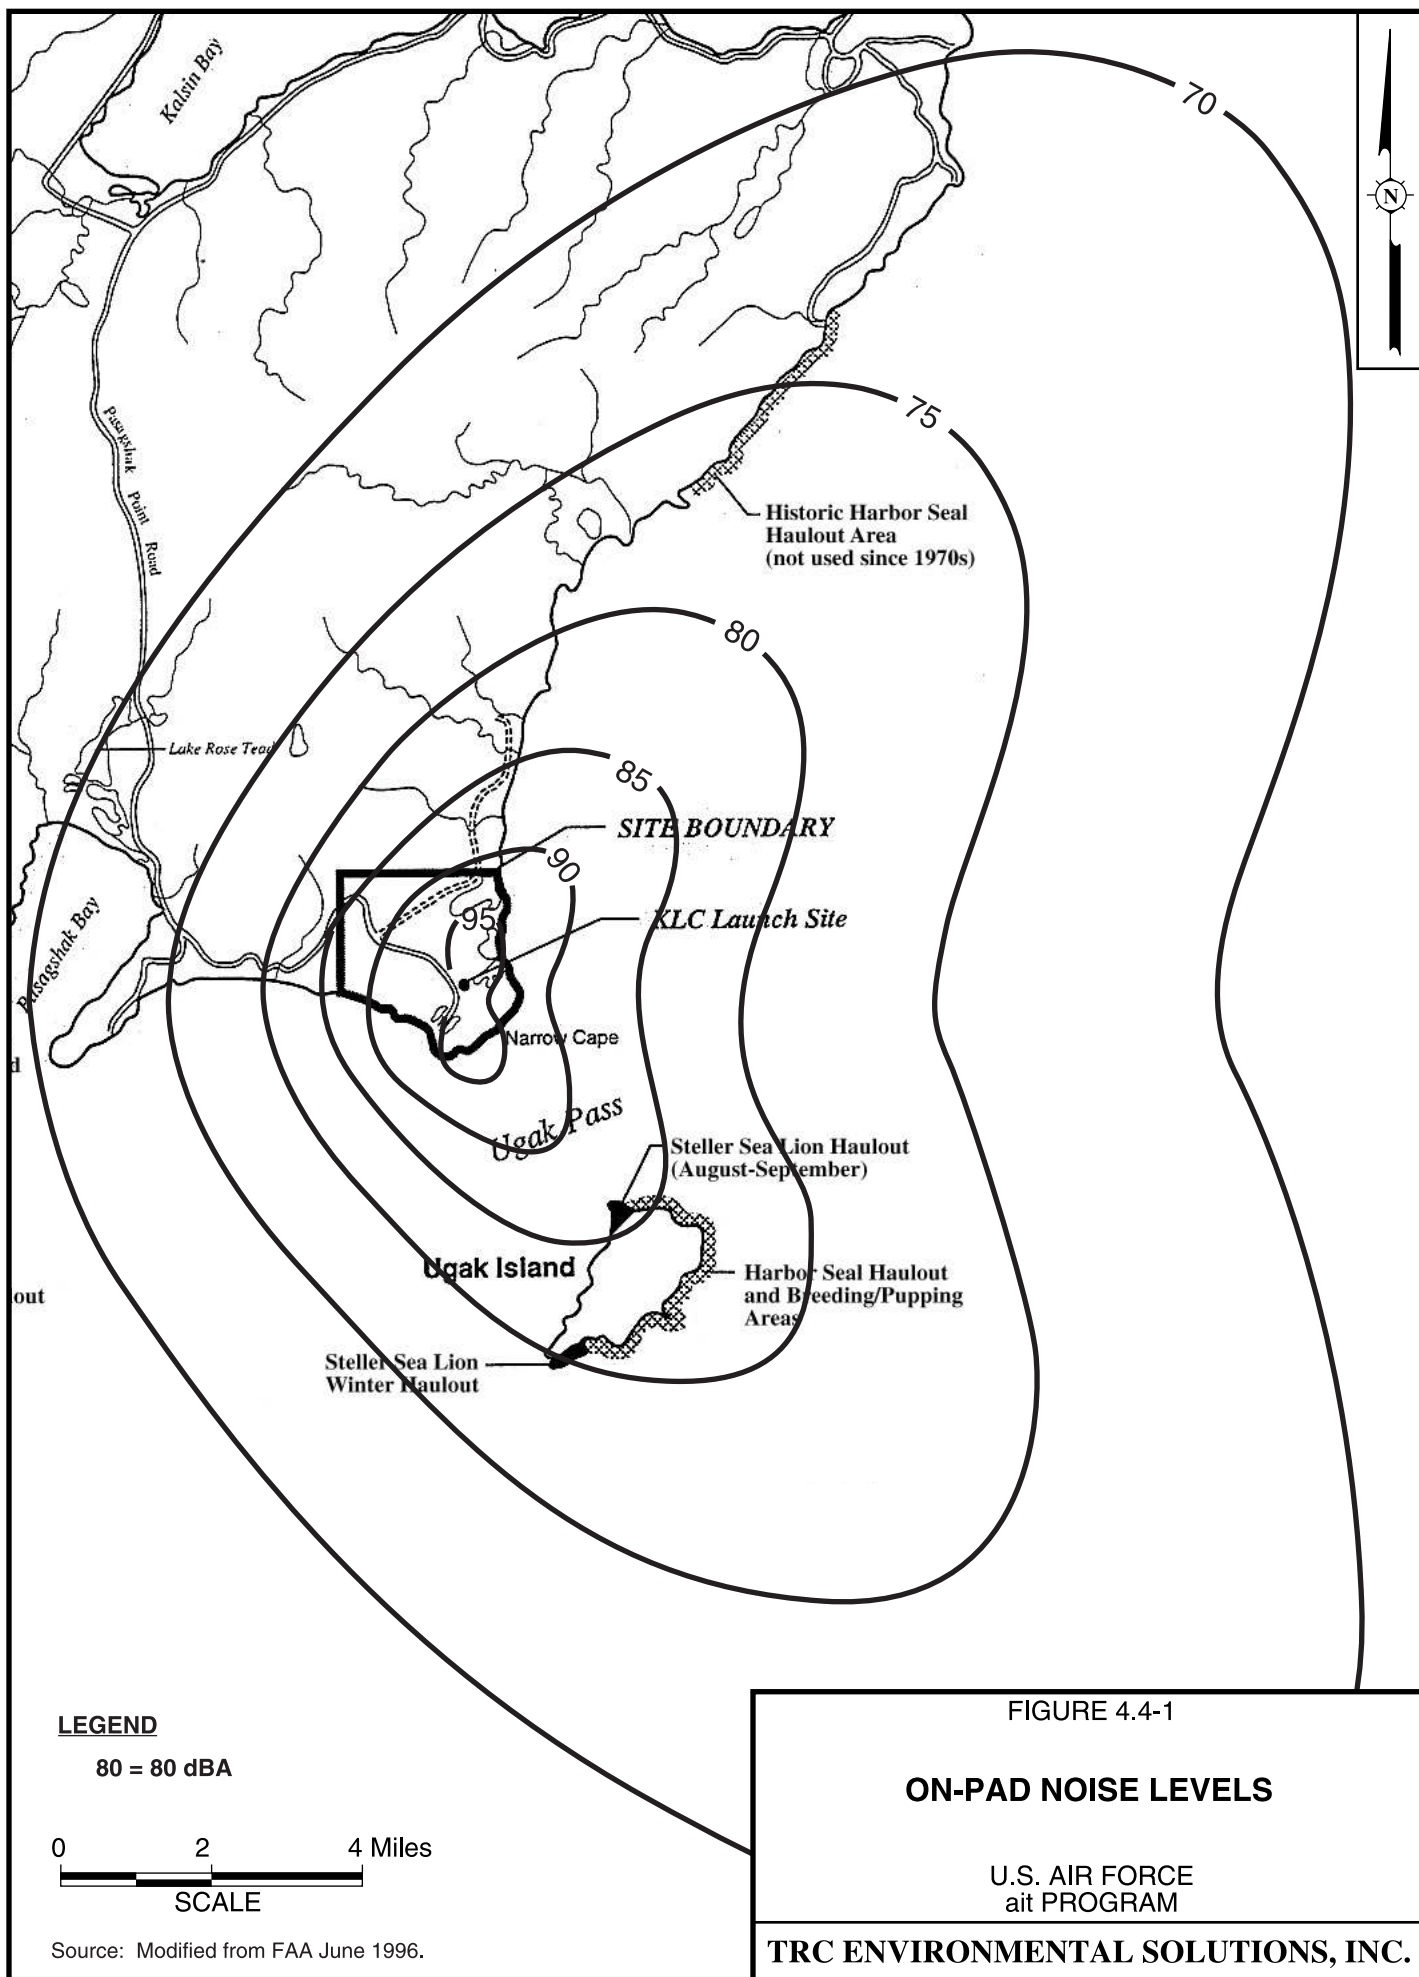 Kalsin Bay
70
N
75
Pasagshak Point Road
Historic Harbor Seal
Haulout Area
(not used since 1970s)
80
Lake Rose Tead
85
SITE BOUNDARY
90
95
KLC Launch Site
Pasagshak Bay
Narrow Cape
d
Ugak Pass
Steller Sea Lion Haulout
(August-September)
Ugak Island
Harbor Seal Haulout
and Breeding/Pupping
Areas
out
Steller Sea Lion
Winter Haulout
LEGEND
80 = 80 dBA
0 2 4 Miles
SCALE
Source: Modified from FAA June 1996.
FIGURE 4.4-1
ON-PAD NOISE LEVELS
U.S. AIR FORCE
ait PROGRAM
TRC ENVIRONMENTAL SOLUTIONS, INC.